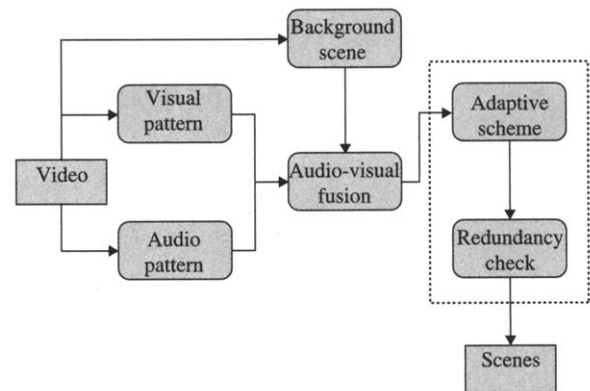 Background
scene
Visual
pattern
Adaptive
scheme
Video
Audio-visual
fusion
Audio
pattern
Redundancy
check
Scenes